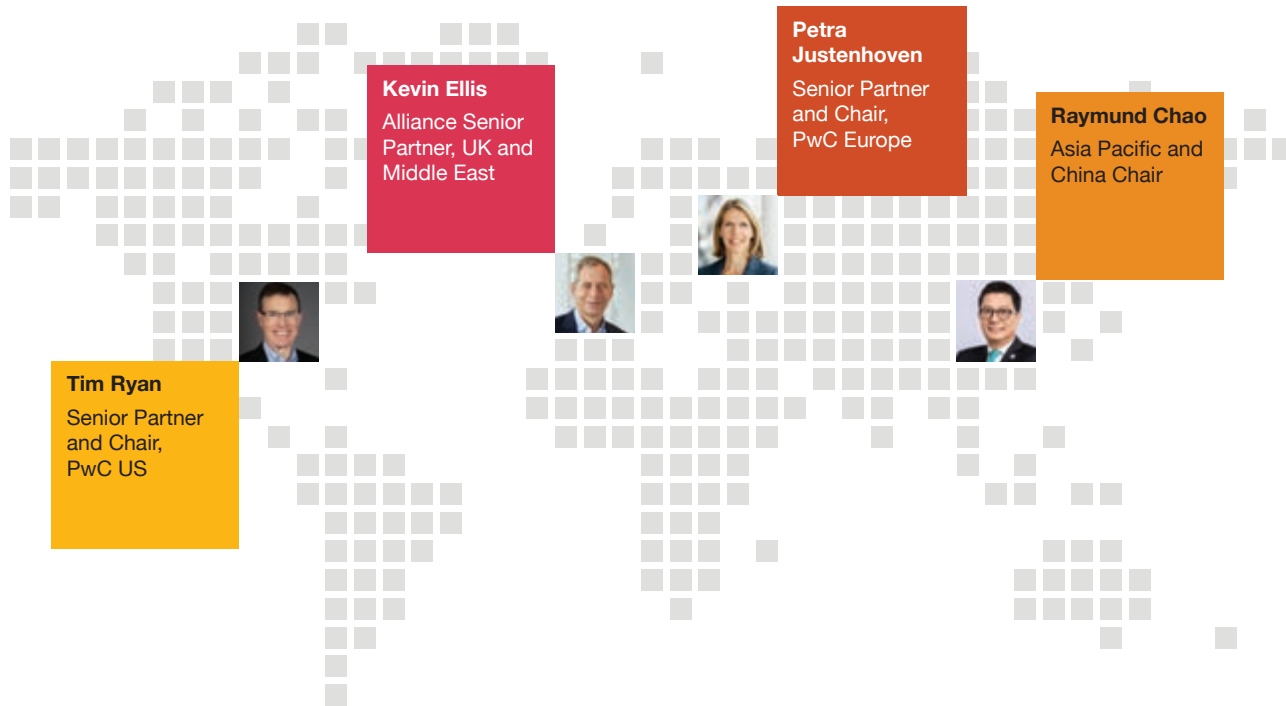 Petra
Justenhoven
Senior Partner
and Chair,
PwC Europe
Kevin Ellis
Alliance Senior
Partner, UK and
Middle East
Raymund Chao
Asia Pacific and
China Chair
Tim Ryan
Senior Partner
and Chair,
PwC US